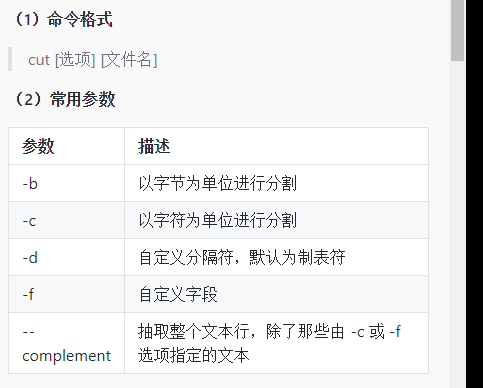 （1）命令格式
cut [选项] [文件名]
（2）常用参数
参数 描述
-b 以字节为单位进行分割
-c 以字符为单位进行分割
-d 自定义分隔符，默认为制表符
-f 自定义字段
-- 抽取整个文本行，除了那些由 -c 或 -f
complement 选项指定的文本